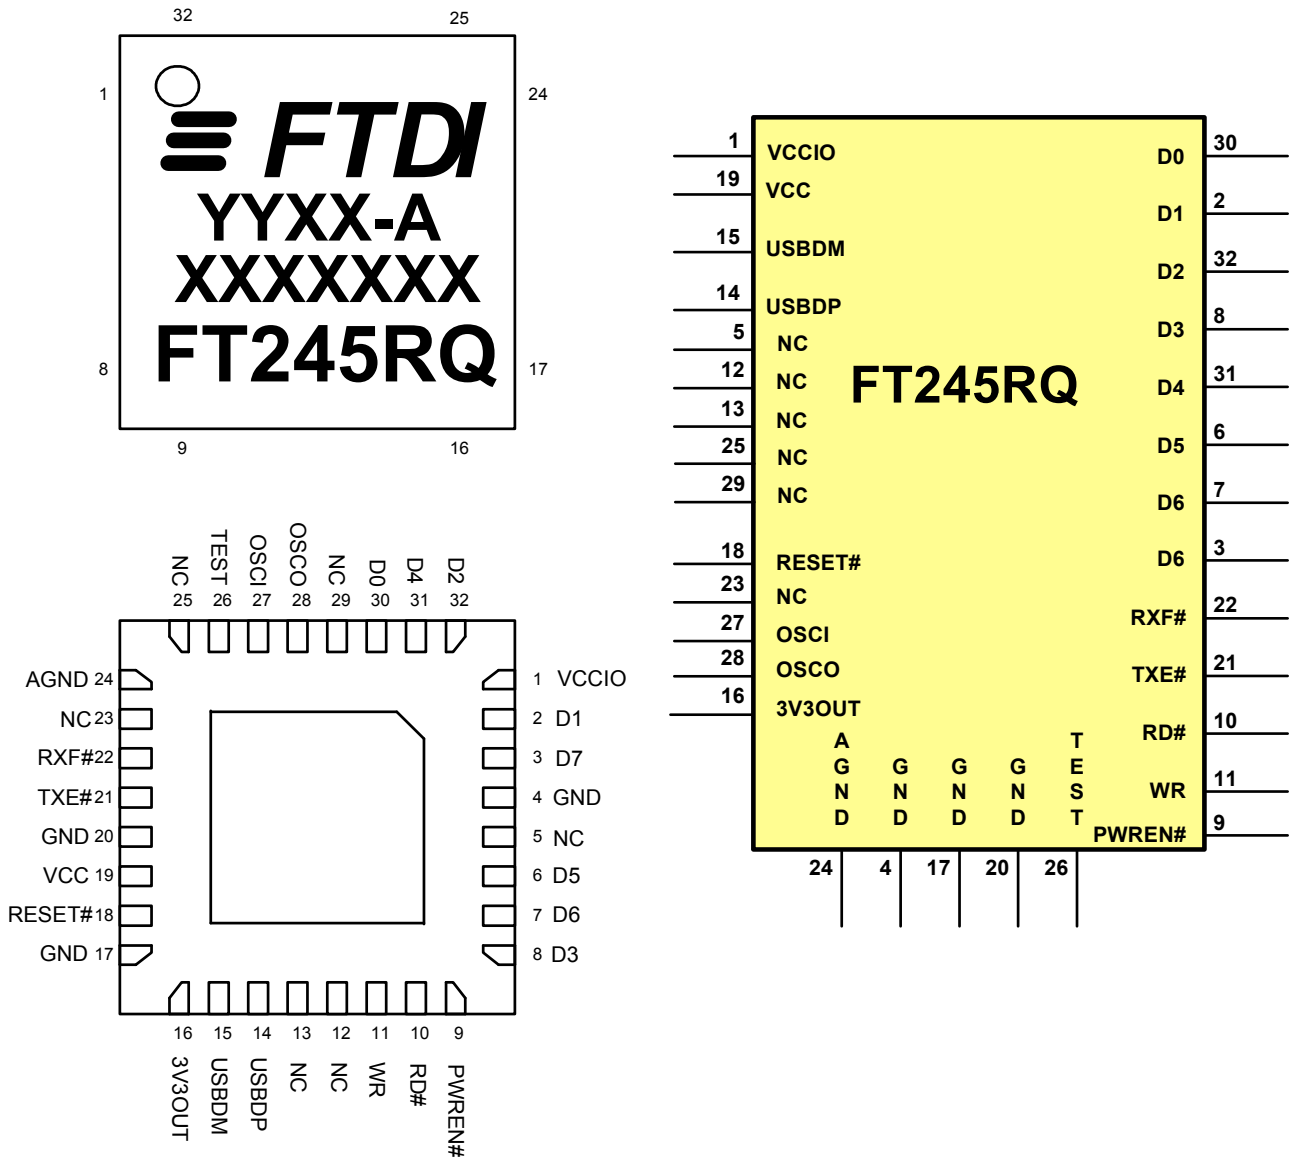 32 25
1 24
FTDI
YYXX-A
XXXXXXX
FT245RQ
8 17
9 16
NC TEST OSCI OSCO NC D0 D4 D2
25 26 27 28 29 30 31 32
AGND 24 1 VCCIO
NC 23 2 D1
RXF# 22 3 D7
TXE# 21 4 GND
GND 20 5 NC
VCC 19 6 D5
RESET# 18 7 D6
GND 17 8 D3
16 15 14 13 12 11 10 9
3V3OUT USBDM USBDP NC NC WR RD# PWREN#
FT245RQ
1 VCCIO
19 VCC
15 USBDM
14 USBDP
5 NC
12 NC
13 NC
25 NC
29 NC
18 RESET#
23 NC
27 OSCI
28 OSCO
16 3V3OUT
D0 30
D1 2
D2 32
D3 8
D4 31
D5 6
D6 7
D6 3
RXF# 22
TXE# 21
RD# 10
WR 11
PWREN# 9
AGND GND GND GND TEST
24 4 17 20 26